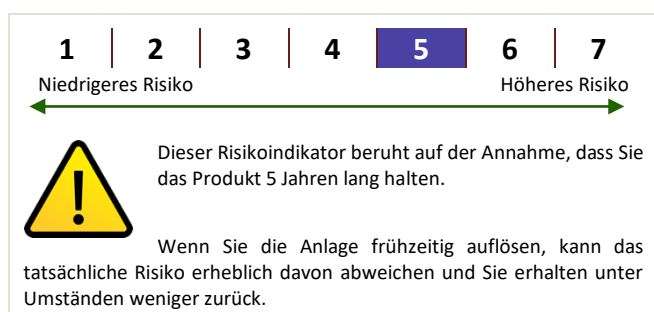 1 2 3 4 5 6 7
Niedrigeres Risiko Höheres Risiko
Dieser Risikoindikator beruht auf der Annahme, dass Sie
das Produkt 5 Jahren lang halten.
Wenn Sie die Anlage frühzeitig auflösen, kann das
tatsächliche Risiko erheblich davon abweichen und Sie erhalten unter
Umständen weniger zurück.